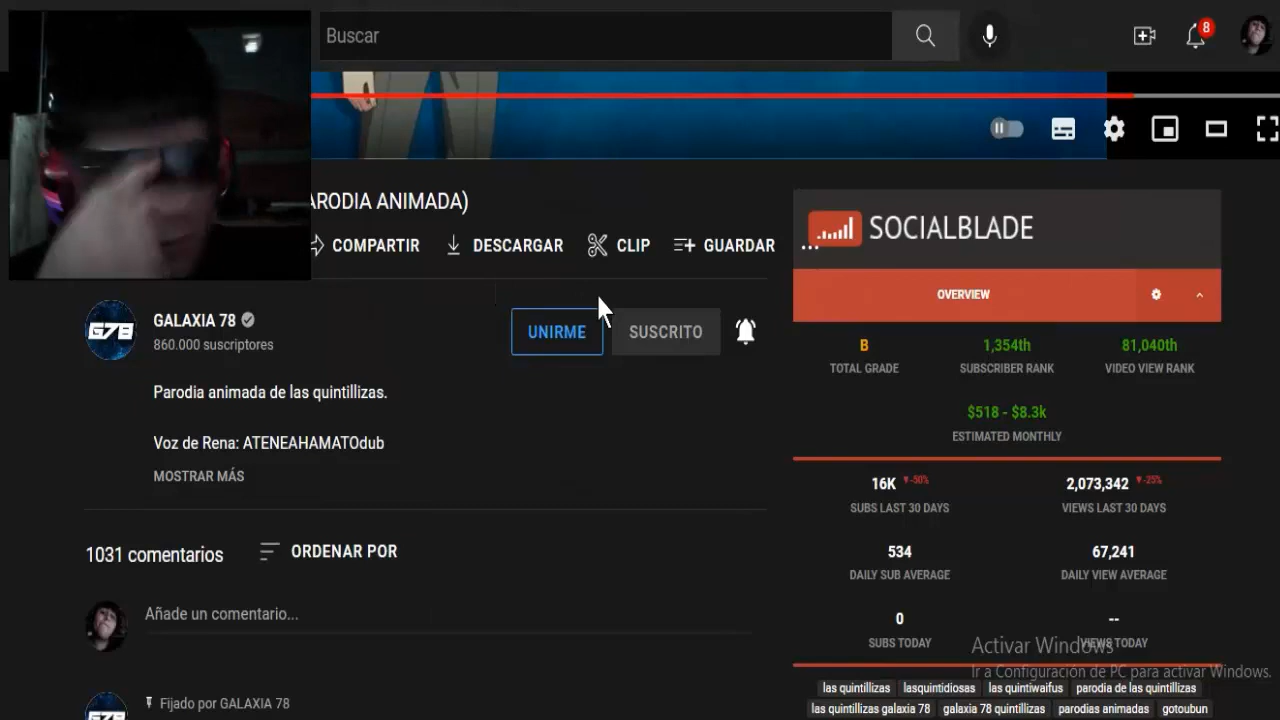 Buscar
8
ARODIA ANIMADA)
COMPARTIR
DESCARGAR
CLIP
GUARDAR
...
G78
GALAXIA 78
860.000 suscriptores
UNIRME
SUSCRITO
Parodia animada de las quintillizas.
Voz de Rena: ATENEAHAMATOdub
MOSTRAR MÁS
1031 comentarios
ORDENAR POR
Añade un comentario...
Fijado por GALAXIA 78
G78
SOCIALBLADE
OVERVIEW
B 1,354th 81,040th
TOTAL GRADE SUBSCRIBER RANK VIDEO VIEW RANK
$518 - $8.3k
ESTIMATED MONTHLY
16K -50% 2,073,342 -25%
SUBS LAST 30 DAYS VIEWS LAST 30 DAYS
534 67,241
DAILY SUB AVERAGE DAILY VIEW AVERAGE
0 --
SUBS TODAY VIEWS TODAY
Activar Windows
Ir a Configuración de PC para activar Windows.
las quintillizas lasquintidiosas las quintiwaifus parodia de las quintillizas
las quintillizas galaxia 78 galaxia 78 quintillizas parodias animadas gotoubun